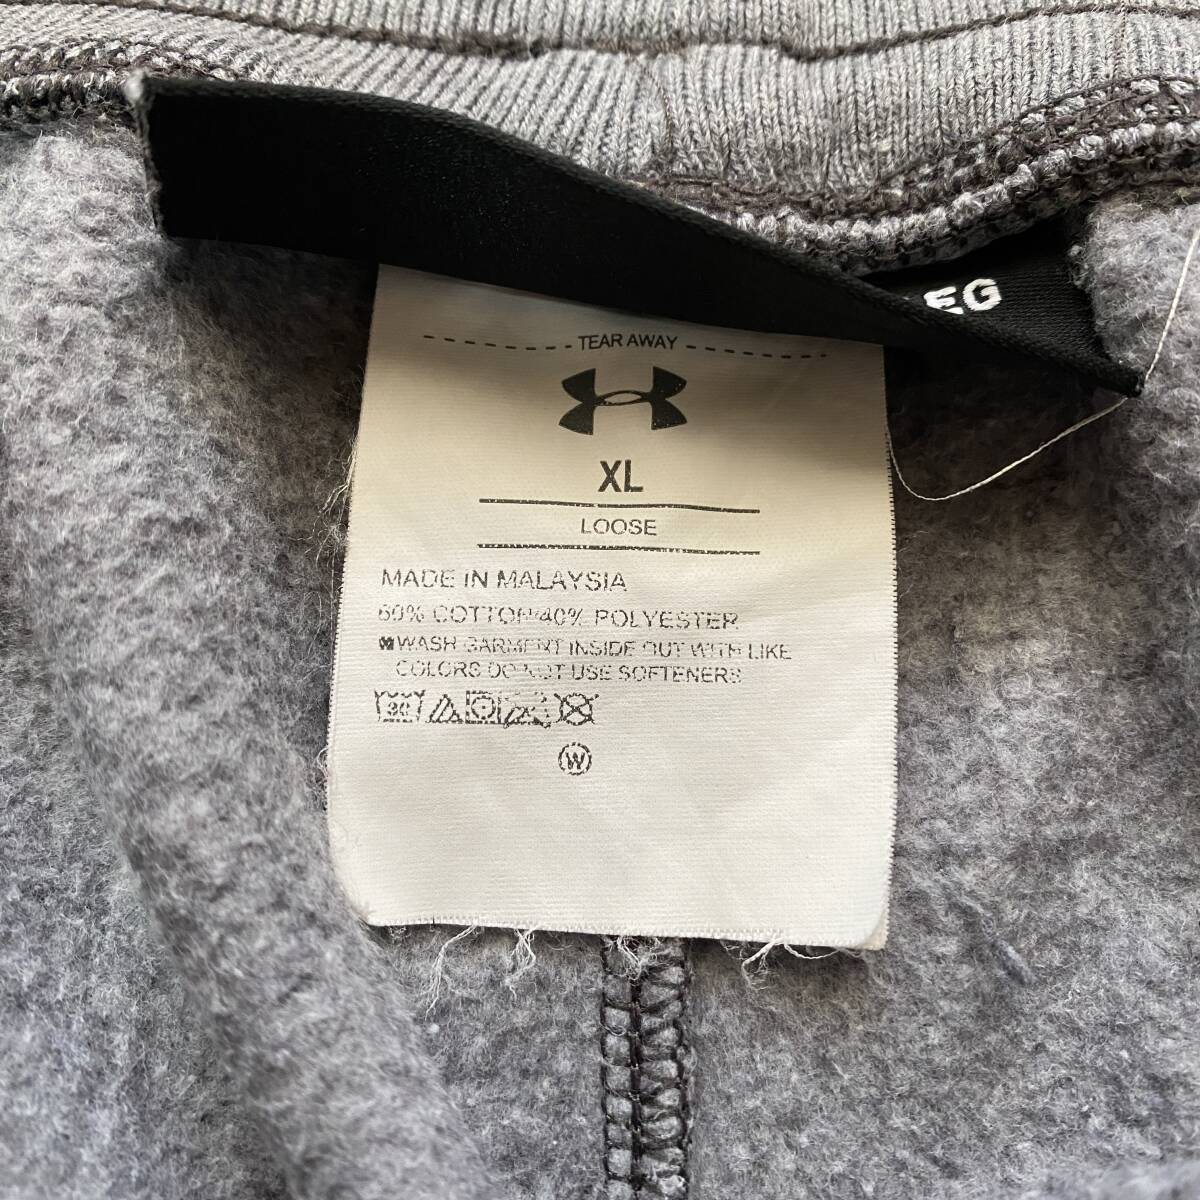 EG
TEAR AWAY
XL
LOOSE
MADE IN MALAYSIA
60% COTTON/40% POLYESTER
WASH GARMENT INSIDE OUT WITH LIKE
COLORS DO NOT USE SOFTENERS
30
W